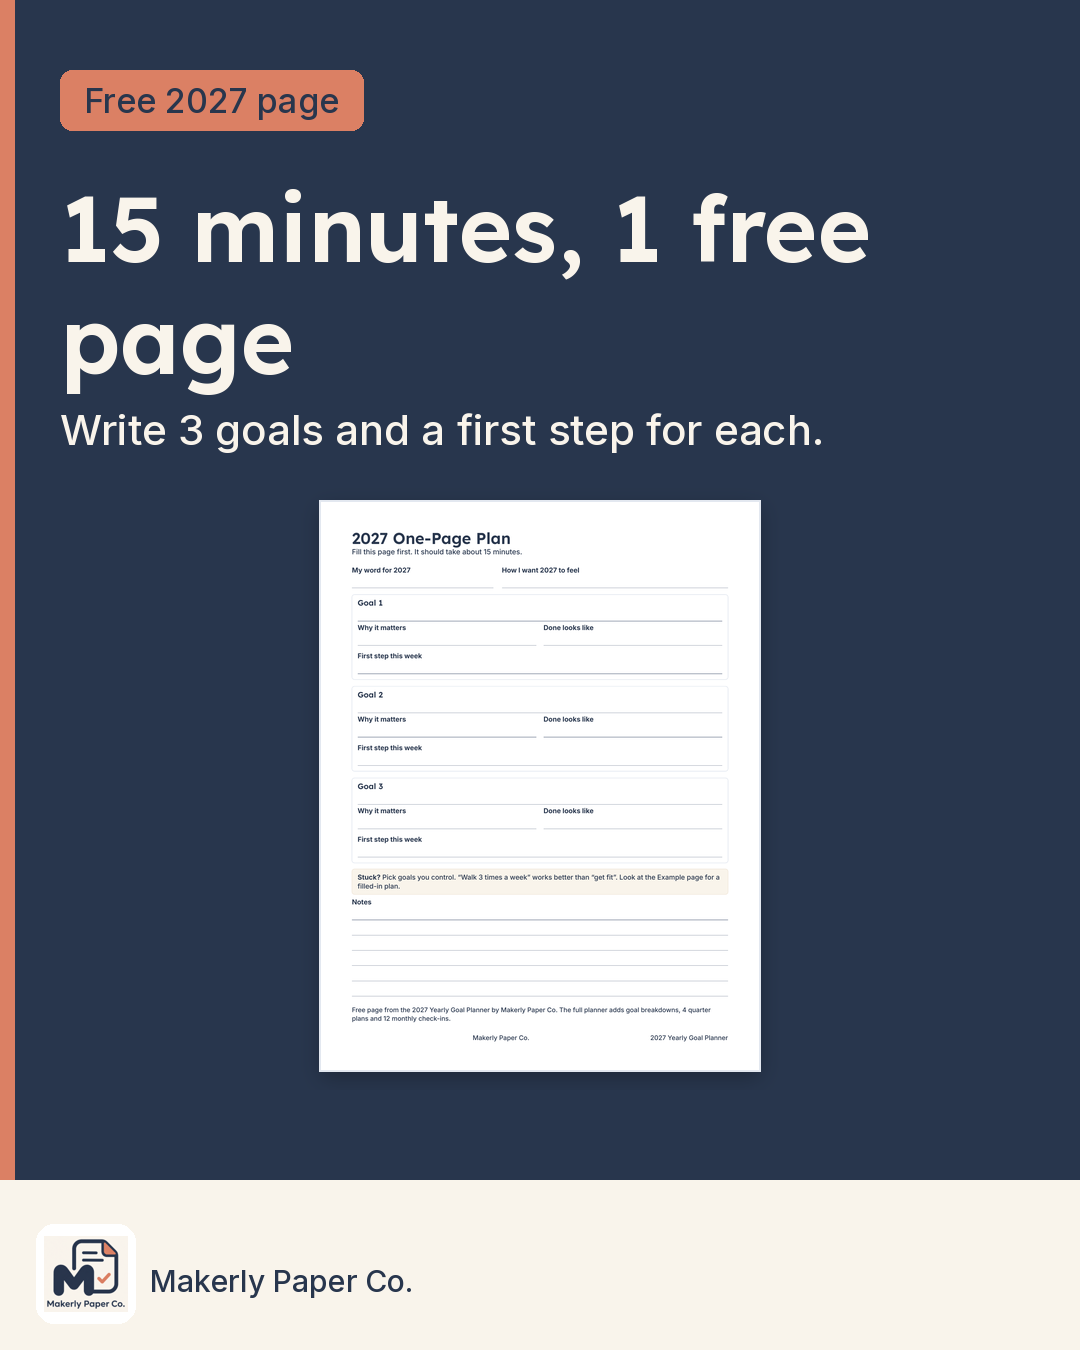 Free 2027 page
15 minutes, 1 free
page
Write 3 goals and a first step for each.
2027 One-Page Plan
Fill this page first. It should take about 15 minutes.
My word for 2027
How I want 2027 to feel
Goal 1
Why it matters
Done looks like
First step this week
Goal 2
Why it matters
Done looks like
First step this week
Goal 3
Why it matters
Done looks like
First step this week
Stuck? Pick goals you control. “Walk 3 times a week” works better than “get fit”. Look at the Example page for a
filled-in plan.
Notes
Free page from the 2027 Yearly Goal Planner by Makerly Paper Co. The full planner adds goal breakdowns, 4 quarter
plans and 12 monthly check-ins.
Makerly Paper Co.
2027 Yearly Goal Planner
M
Makerly Paper Co.
Makerly Paper Co.